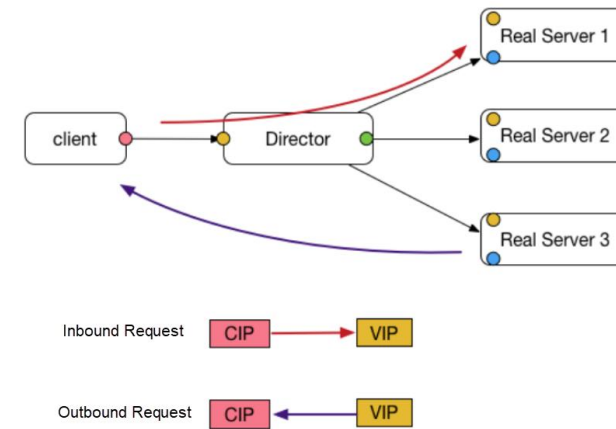 Real Server 1
client
Director
Real Server 2
Real Server 3
Inbound Request
CIP
VIP
Outbound Request
CIP
VIP